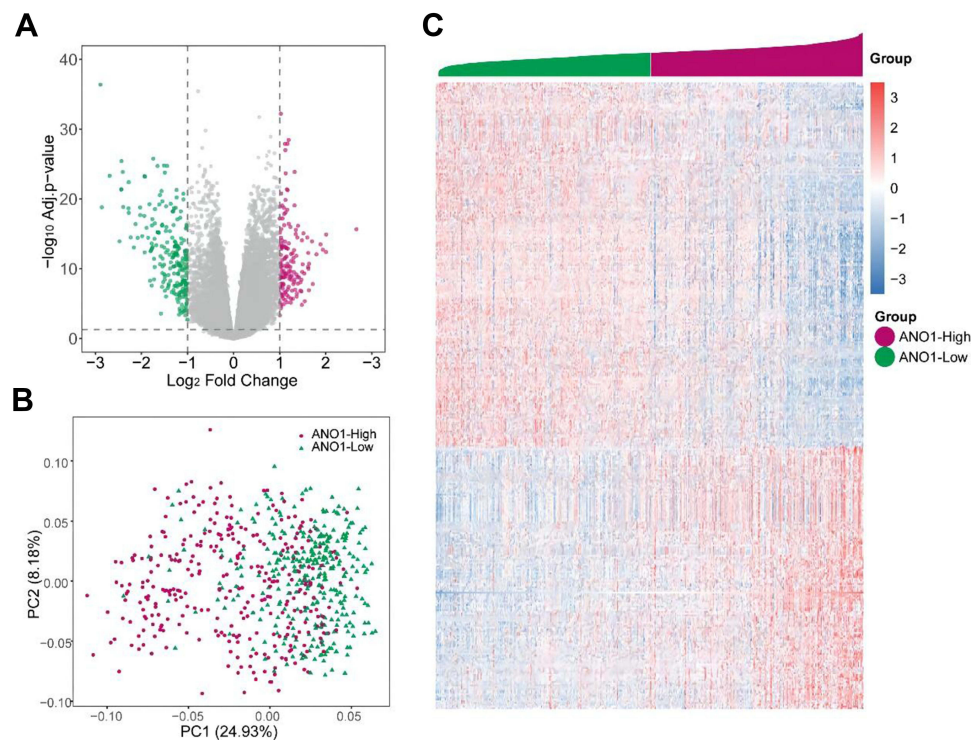 A
−log₁₀ Adj.p−value
40
30
20
10
0
−3
−2
−1
0
1
2
−3
Log₂ Fold Change
B
ANO1-High
ANO1-Low
PC2 (8.18%)
0.10
0.05
0.00
−0.05
−0.10
−0.10
−0.05
0.00
0.05
PC1 (24.93%)
C
Group
3
2
1
0
−1
−2
−3
Group
ANO1-High
ANO1-Low